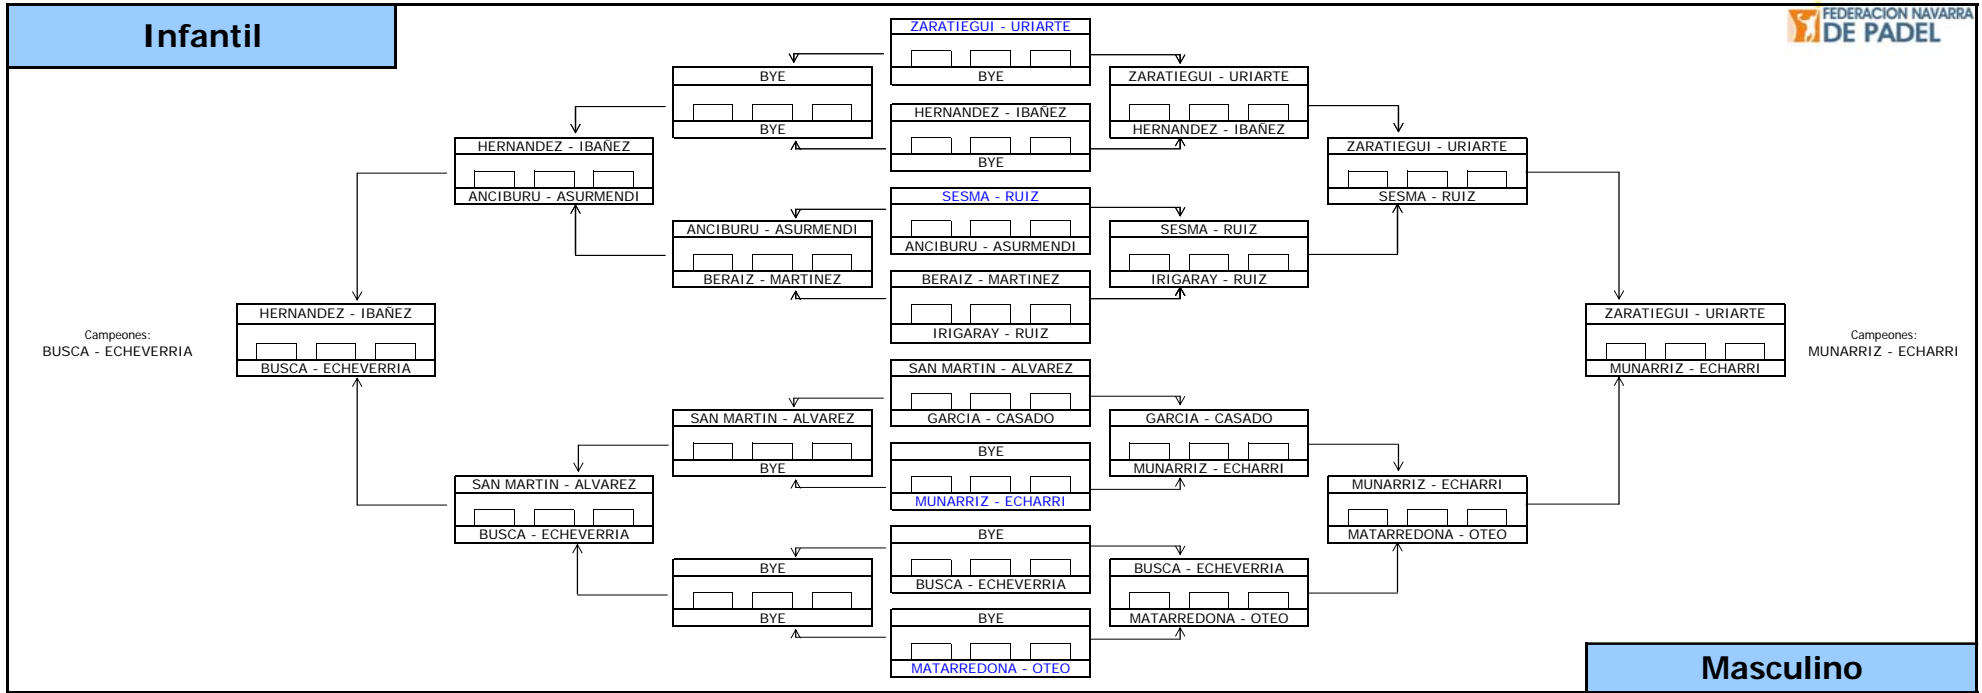 Infantil
FEDERACION NAVARRA
DE PADEL
ZARATIEGUI - URIARTE
BYE
HERNANDEZ - IBAÑEZ
BYE
SESMA - RUIZ
ANCIBURU - ASURMENDI
BERAIZ - MARTINEZ
IRIGARAY - RUIZ
SAN MARTIN - ALVAREZ
GARCIA - CASADO
BYE
MUNARRIZ - ECHARRI
BYE
BUSCA - ECHEVERRIA
BYE
MATARREDONA - OTEO
BYE
BYE
ANCIBURU - ASURMENDI
BERAIZ - MARTINEZ
SAN MARTIN - ALVAREZ
BYE
BYE
BYE
HERNANDEZ - IBAÑEZ
ANCIBURU - ASURMENDI
SAN MARTIN - ALVAREZ
BUSCA - ECHEVERRIA
HERNANDEZ - IBAÑEZ
BUSCA - ECHEVERRIA
Campeones:
BUSCA - ECHEVERRIA
ZARATIEGUI - URIARTE
HERNANDEZ - IBAÑEZ
SESMA - RUIZ
IRIGARAY - RUIZ
GARCIA - CASADO
MUNARRIZ - ECHARRI
BUSCA - ECHEVERRIA
MATARREDONA - OTEO
ZARATIEGUI - URIARTE
SESMA - RUIZ
MUNARRIZ - ECHARRI
MATARREDONA - OTEO
ZARATIEGUI - URIARTE
MUNARRIZ - ECHARRI
Campeones:
MUNARRIZ - ECHARRI
Masculino